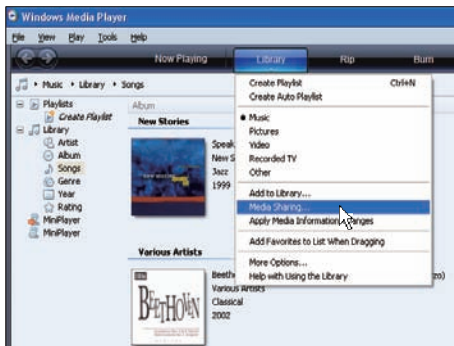 Windows Media Player
File View Play Tools Help
Now Playing Library Rip Burn
Music • Library • Songs
Playlists
Create Playlist
Library
Artist
Album
Songs
Genre
Year
Rating
MiniPlayer
MiniPlayer
Album
New Stories
Speak
New S
Jazz
1999
Various Artists
BEETHOVEN
Beeth
Various Artists
Classical
2002
Create Playlist Ctrl+N
Create Auto Playlist
Music
Pictures
Video
Recorded TV
Other
Add to Library...
Media Sharing...
Apply Media Information Changes
Add Favorites to List When Dragging
More Options...
Help with Using the Library